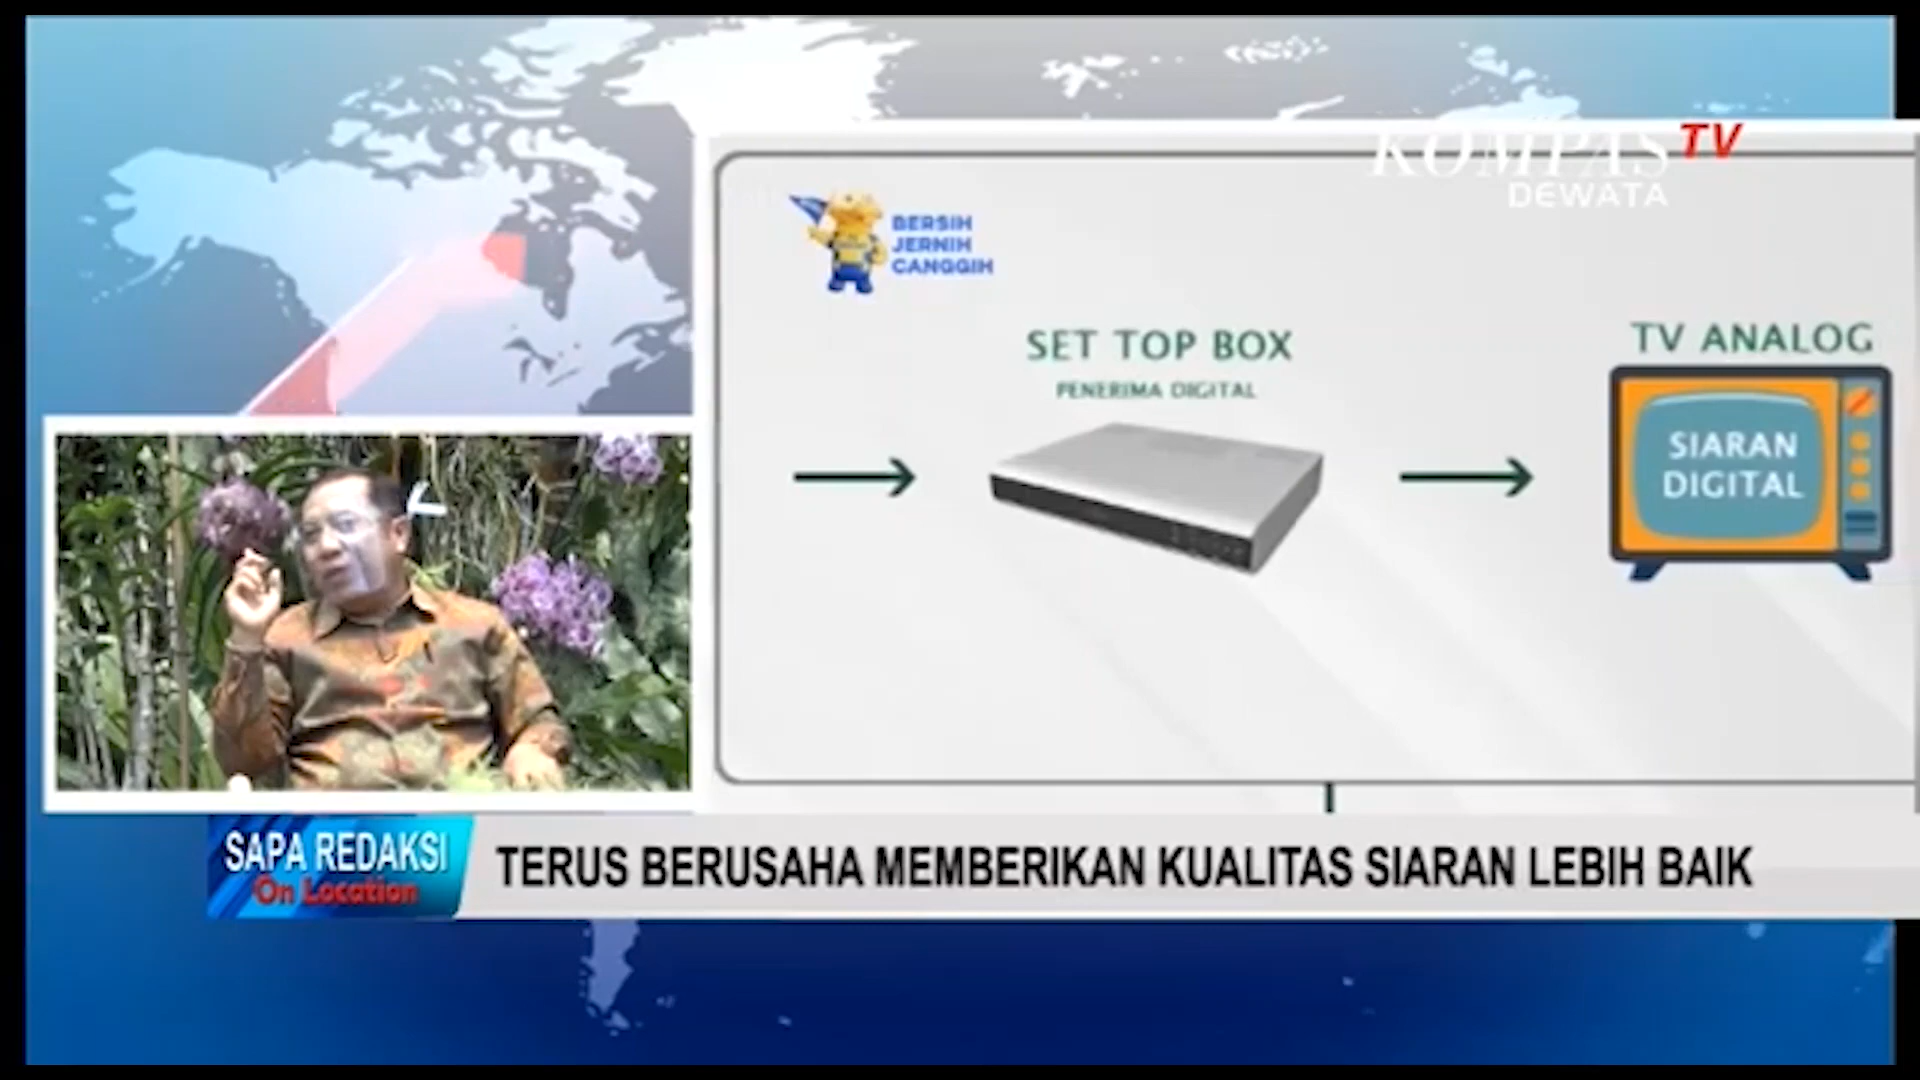 KOMPAS TV
DEWATA
BERSIH
JERNIH
CANGGIH
SET TOP BOX
PENERIMA DIGITAL
TV ANALOG
SIARAN
DIGITAL
SAPA REDAKSI
On Location
TERUS BERUSAHA MEMBERIKAN KUALITAS SIARAN LEBIH BAIK